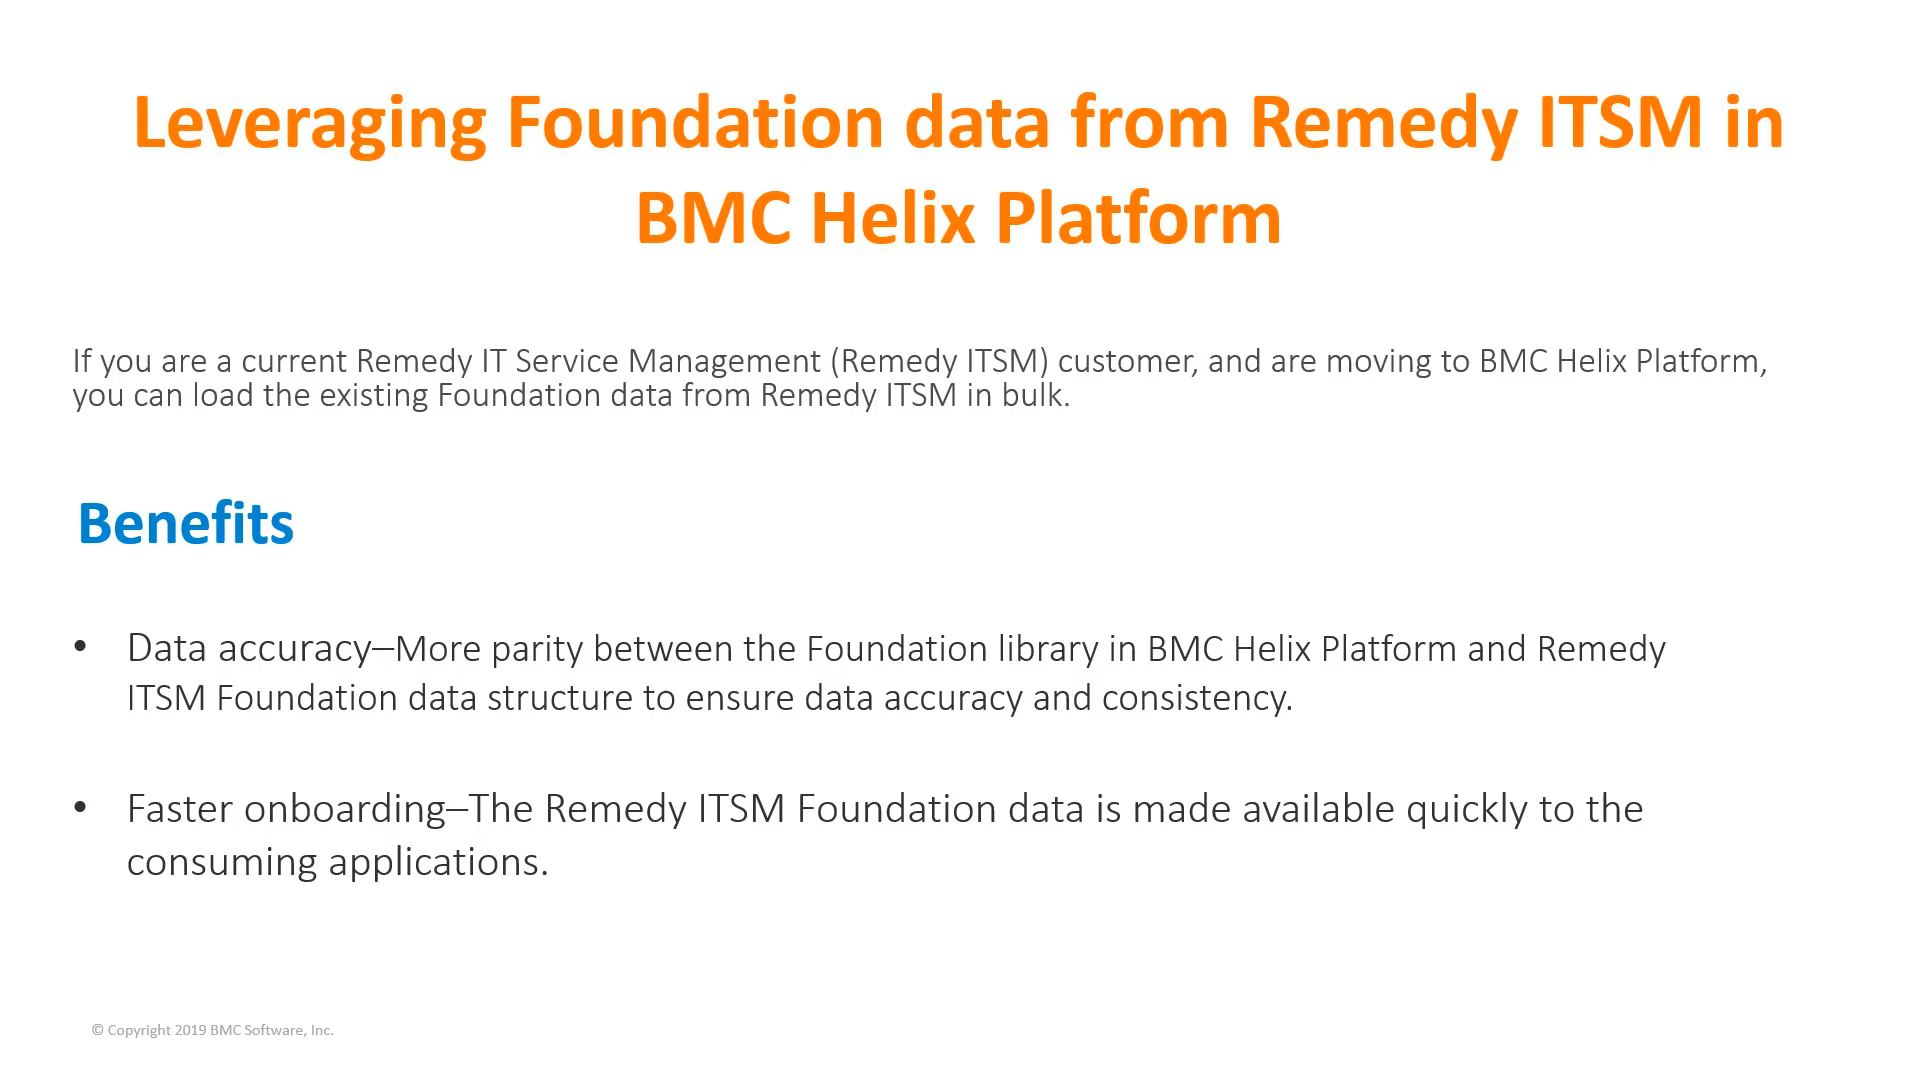 Leveraging Foundation data from Remedy ITSM in
BMC Helix Platform
If you are a current Remedy IT Service Management (Remedy ITSM) customer, and are moving to BMC Helix Platform,
you can load the existing Foundation data from Remedy ITSM in bulk.
Benefits
• Data accuracy–More parity between the Foundation library in BMC Helix Platform and Remedy
ITSM Foundation data structure to ensure data accuracy and consistency.
• Faster onboarding–The Remedy ITSM Foundation data is made available quickly to the
consuming applications.
© Copyright 2019 BMC Software, Inc.